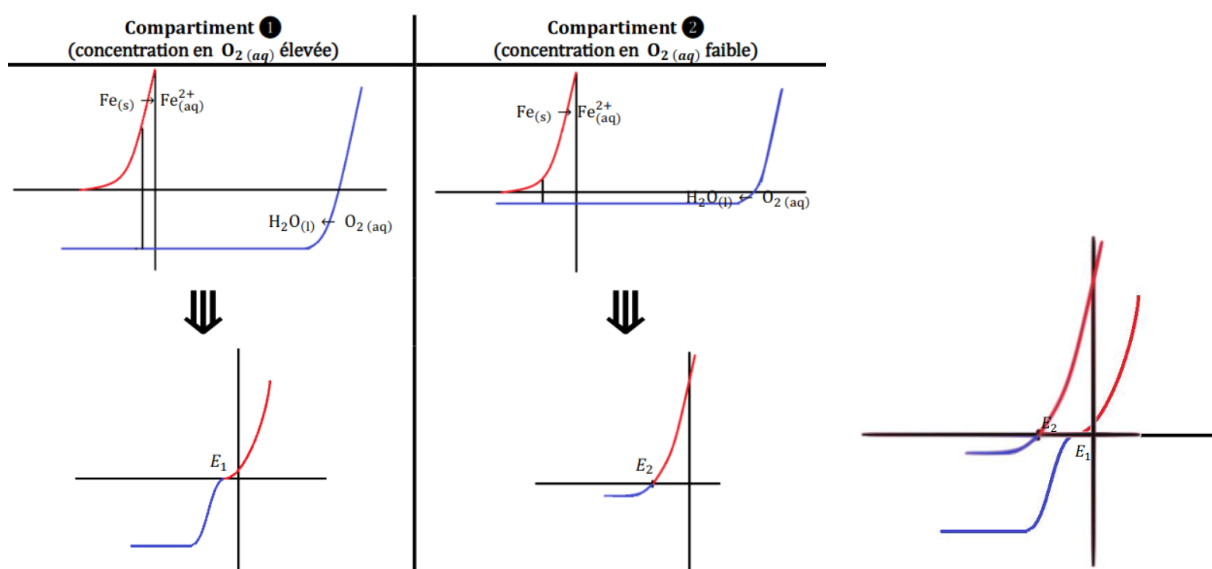 Compartiment ❶
(concentration en O₂ (aq) élevée)
Compartiment ❷
(concentration en O₂ (aq) faible)
Fe(s) → Fe²⁺(aq)
H₂O(l) ← O₂ (aq)
Fe(s) → Fe²⁺(aq)
H₂O(l) ← O₂ (aq)
E₁
E₂
E₂
E₁